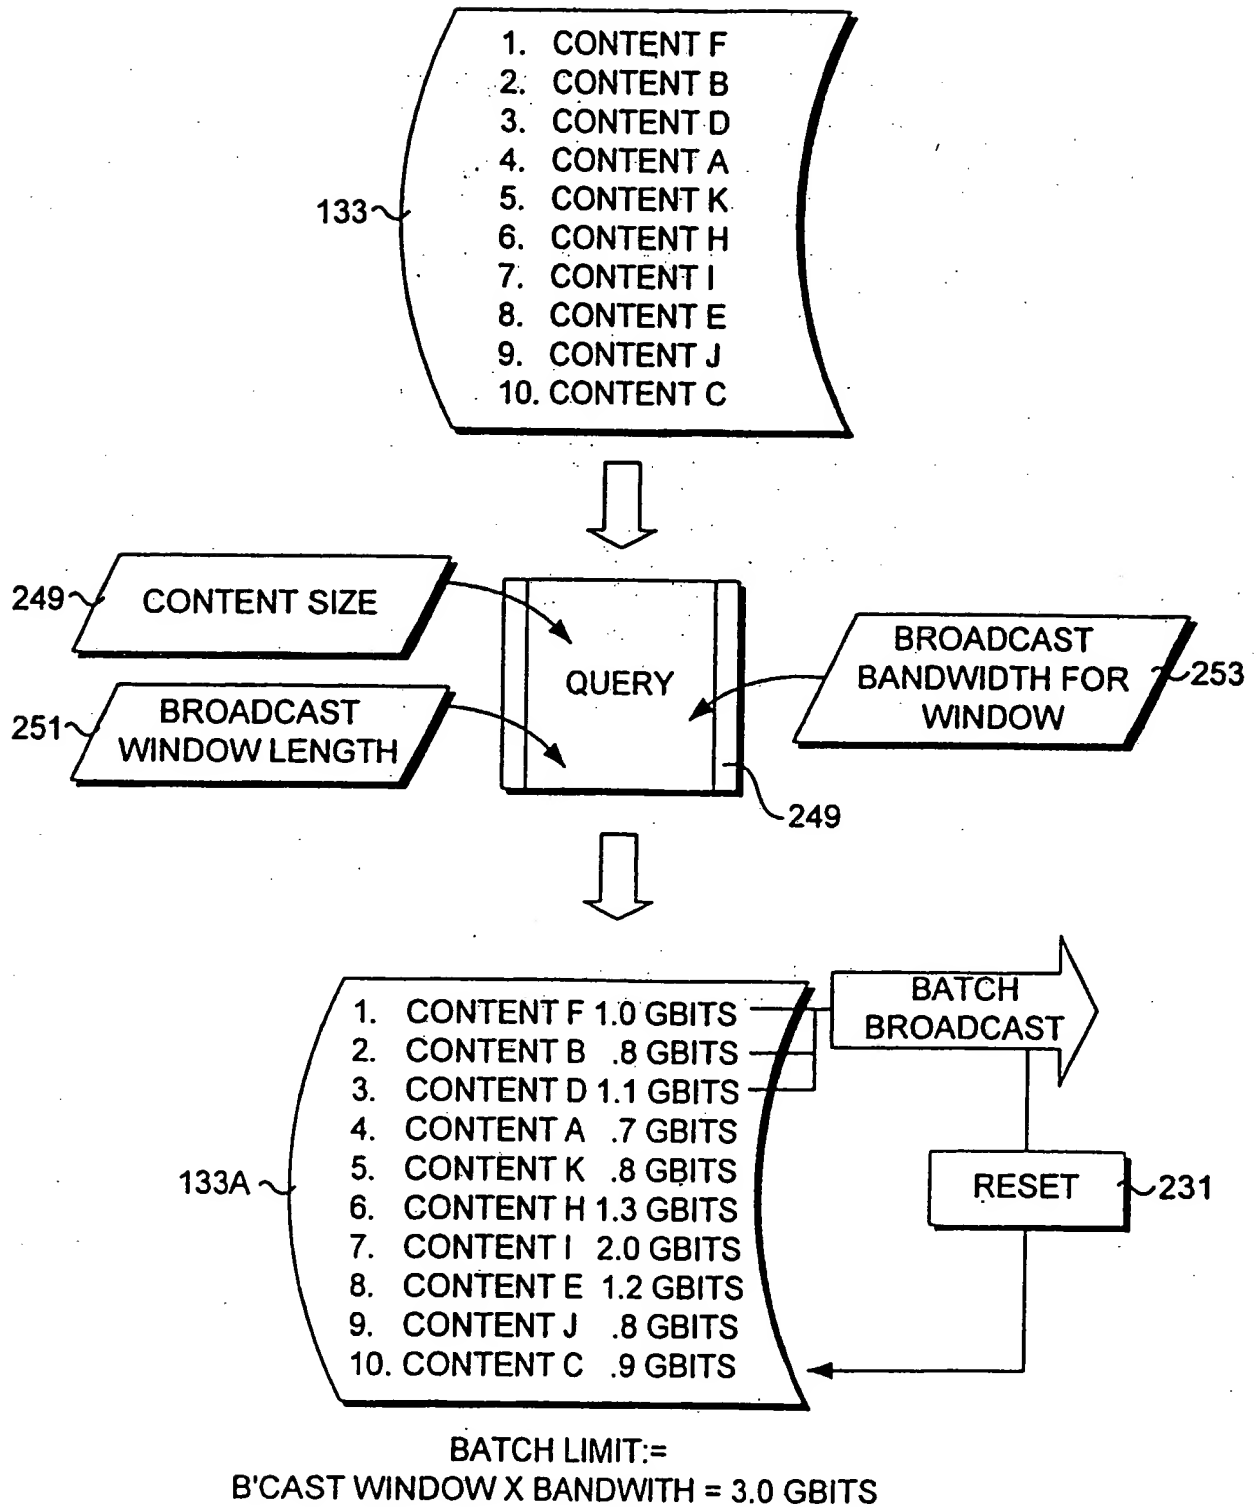 1. CONTENT F
2. CONTENT B
3. CONTENT D
4. CONTENT A
5. CONTENT K
6. CONTENT H
7. CONTENT I
8. CONTENT E
9. CONTENT J
10. CONTENT C
133
249
CONTENT SIZE
251
BROADCAST
WINDOW LENGTH
QUERY
249
BROADCAST
BANDWIDTH FOR
WINDOW
253
1. CONTENT F 1.0 GBITS
2. CONTENT B .8 GBITS
3. CONTENT D 1.1 GBITS
4. CONTENT A .7 GBITS
5. CONTENT K .8 GBITS
6. CONTENT H 1.3 GBITS
7. CONTENT I 2.0 GBITS
8. CONTENT E 1.2 GBITS
9. CONTENT J .8 GBITS
10. CONTENT C .9 GBITS
133A
BATCH
BROADCAST
RESET
231
BATCH LIMIT:=
B'CAST WINDOW X BANDWITH = 3.0 GBITS